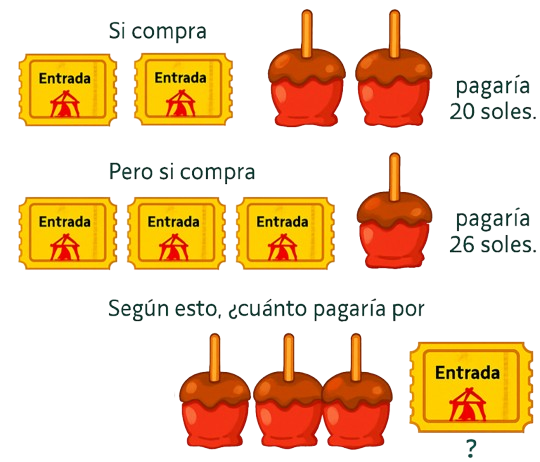 Si compra
Entrada
Entrada
pagaría
20 soles.
Pero si compra
Entrada
Entrada
Entrada
pagaría
26 soles.
Según esto, ¿cuánto pagaría por
Entrada
?